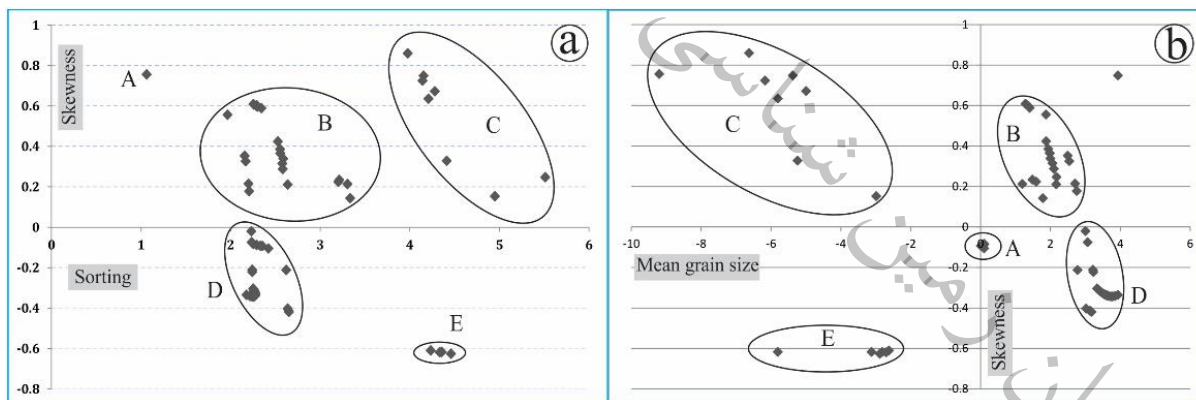 a
Skewness
1
0.8
0.6
0.4
0.2
0
-0.2
-0.4
-0.6
-0.8
0 1 2 3 4 5 6
Sorting
A
B
C
D
E
b
1
0.8
0.6
0.4
0.2
0
-0.2
-0.4
-0.6
-0.8
-10 -8 -6 -4 -2 0 2 4 6
Mean grain size
Skewness
C
B
A
D
E
شناسی
زمین